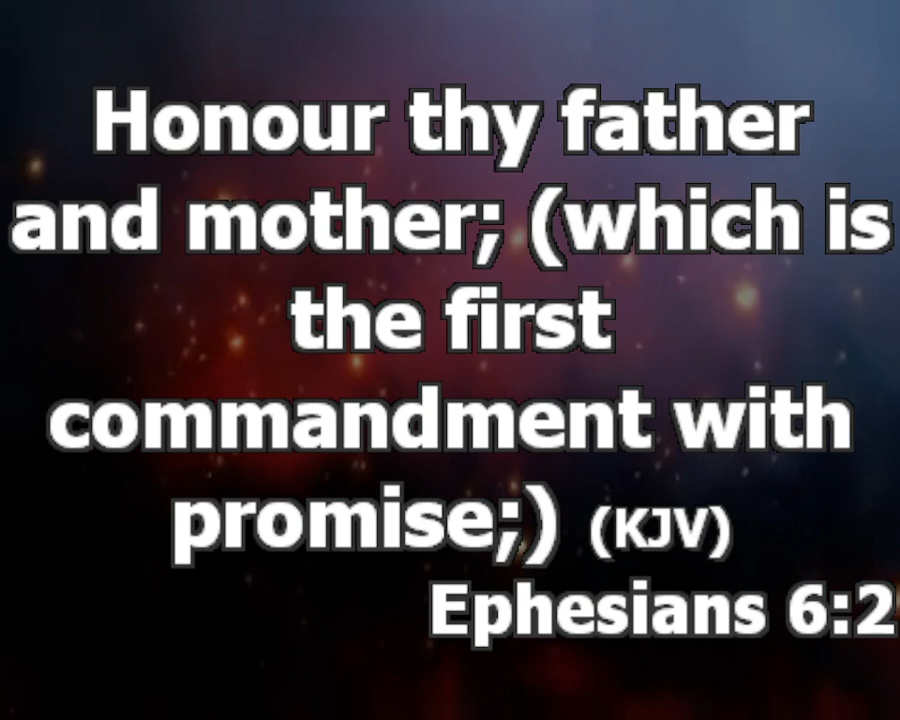 Honour thy father
and mother; (which is
the first
commandment with
promise;) (KJV)
Ephesians 6:2